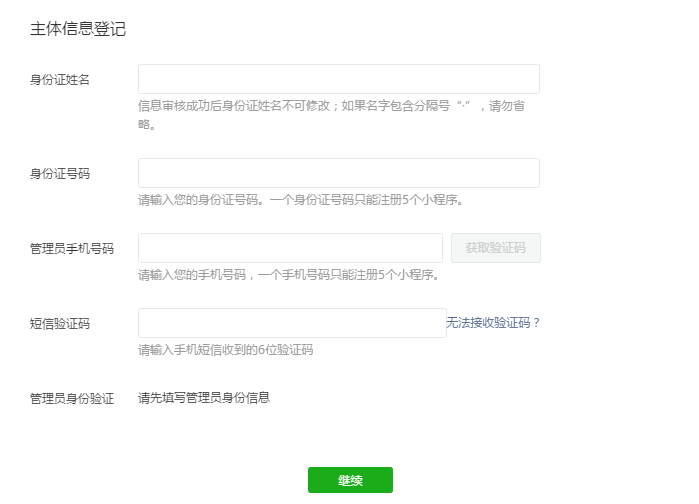 主体信息登记
身份证姓名
信息审核成功后身份证姓名不可修改；如果名字包含分隔号“·”，请勿省
略。
身份证号码
请输入您的身份证号码。一个身份证号码只能注册5个小程序。
管理员手机号码 获取验证码
请输入您的手机号码，一个手机号码只能注册5个小程序。
短信验证码 无法接收验证码？
请输入手机短信收到的6位验证码
管理员身份验证 请先填写管理员身份信息
继续